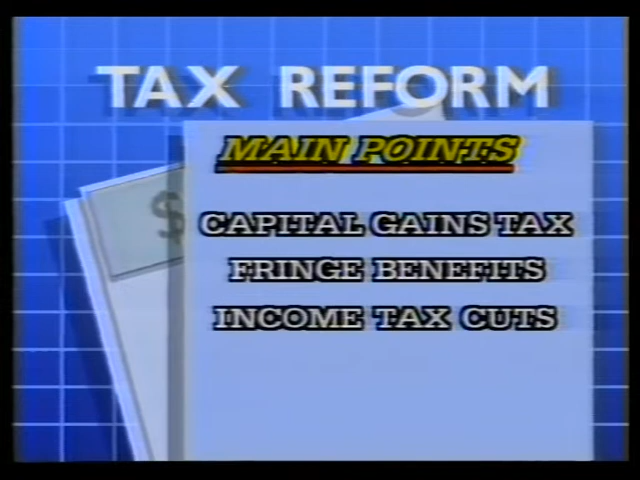 TAX REFORM
MAIN POINTS
$
CAPITAL GAINS TAX
FRINGE BENEFITS
INCOME TAX CUTS